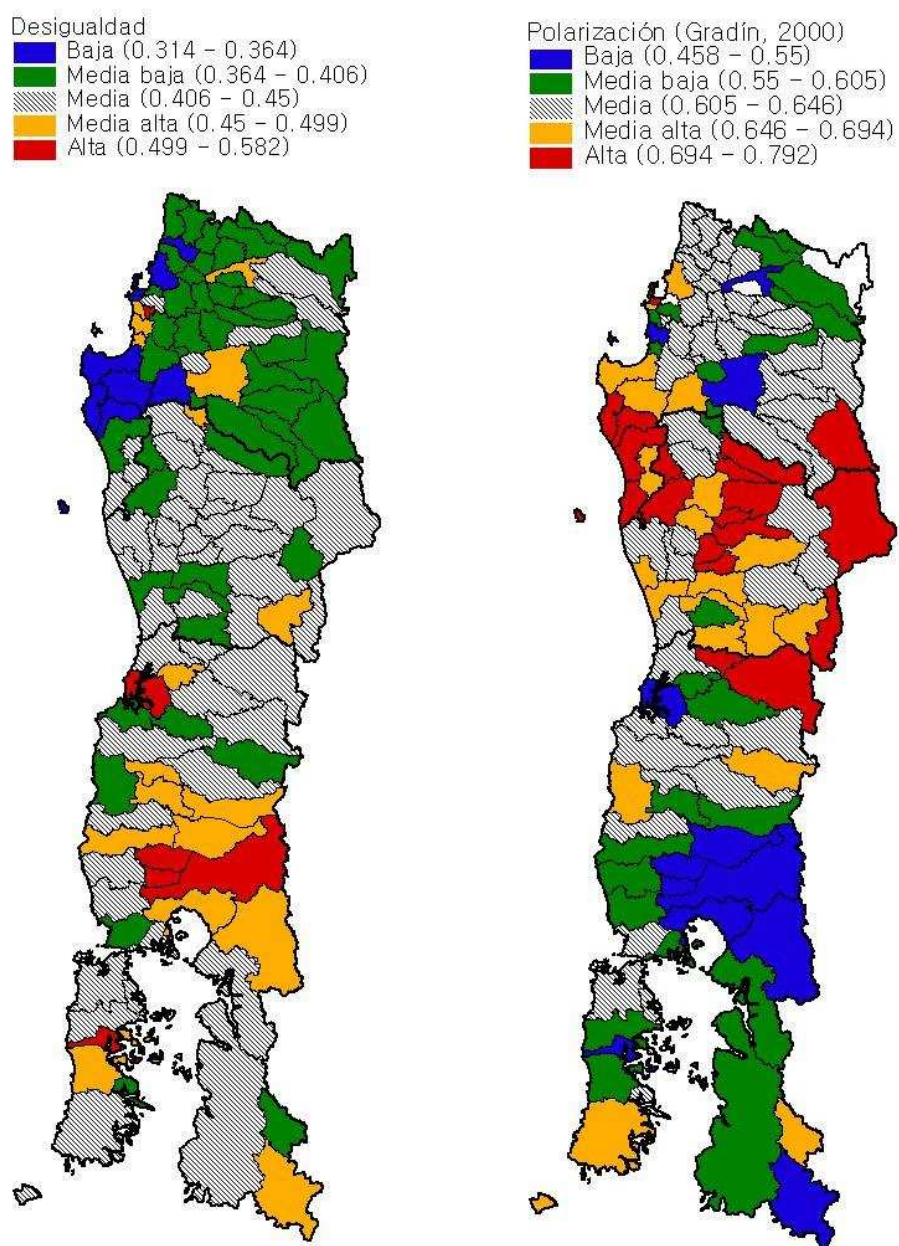 Desigualdad
Baja (0.314 - 0.364)
Media baja (0.364 - 0.406)
Media (0.406 - 0.45)
Media alta (0.45 - 0.499)
Alta (0.499 - 0.582)
Polarización (Gradín, 2000)
Baja (0.458 - 0.55)
Media baja (0.55 - 0.605)
Media (0.605 - 0.646)
Media alta (0.646 - 0.694)
Alta (0.694 - 0.792)